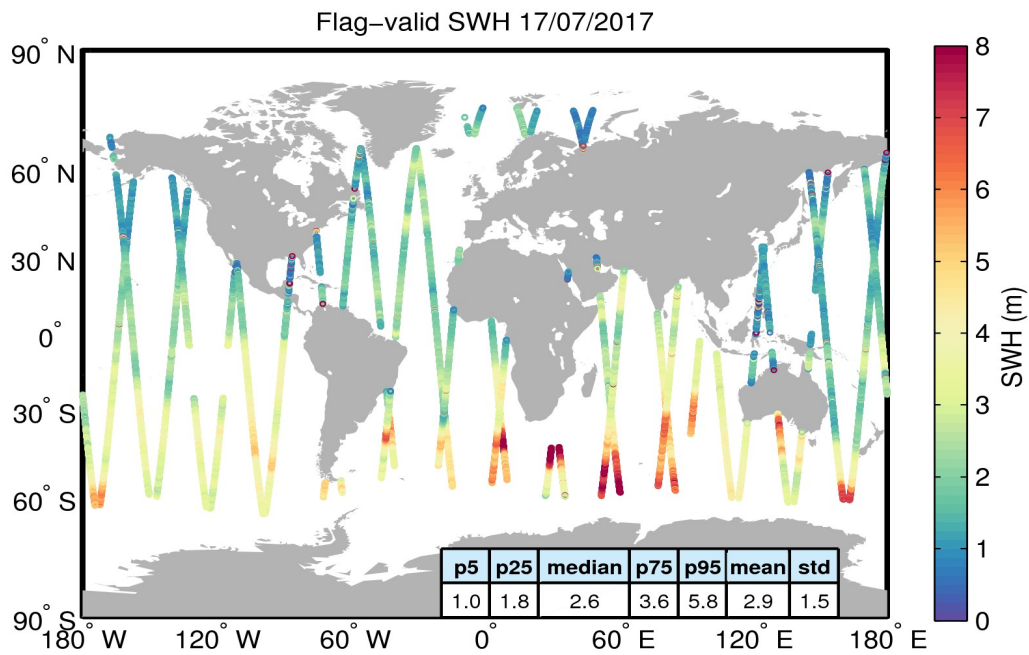 Flag−valid SWH 17/07/2017
90° N
60° N
30° N
0°
30° S
60° S
90° S
180° W
120° W
60° W
0°
60° E
120° E
180° E
8
7
6
5
4
3
2
1
0
SWH (m)
p5 p25 median p75 p95 mean std
1.0 1.8 2.6 3.6 5.8 2.9 1.5